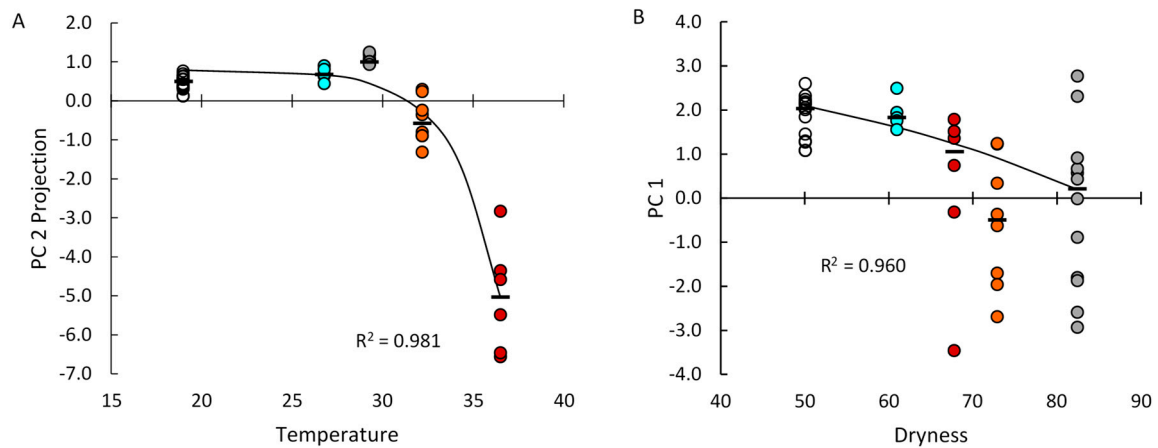 A
2.0
1.0
0.0
-1.0
-2.0
-3.0
-4.0
-5.0
-6.0
-7.0
PC 2 Projection
R² = 0.981
15 20 25 30 35 40
Temperature
B
4.0
3.0
2.0
1.0
0.0
-1.0
-2.0
-3.0
-4.0
PC 1
R² = 0.960
40 50 60 70 80 90
Dryness